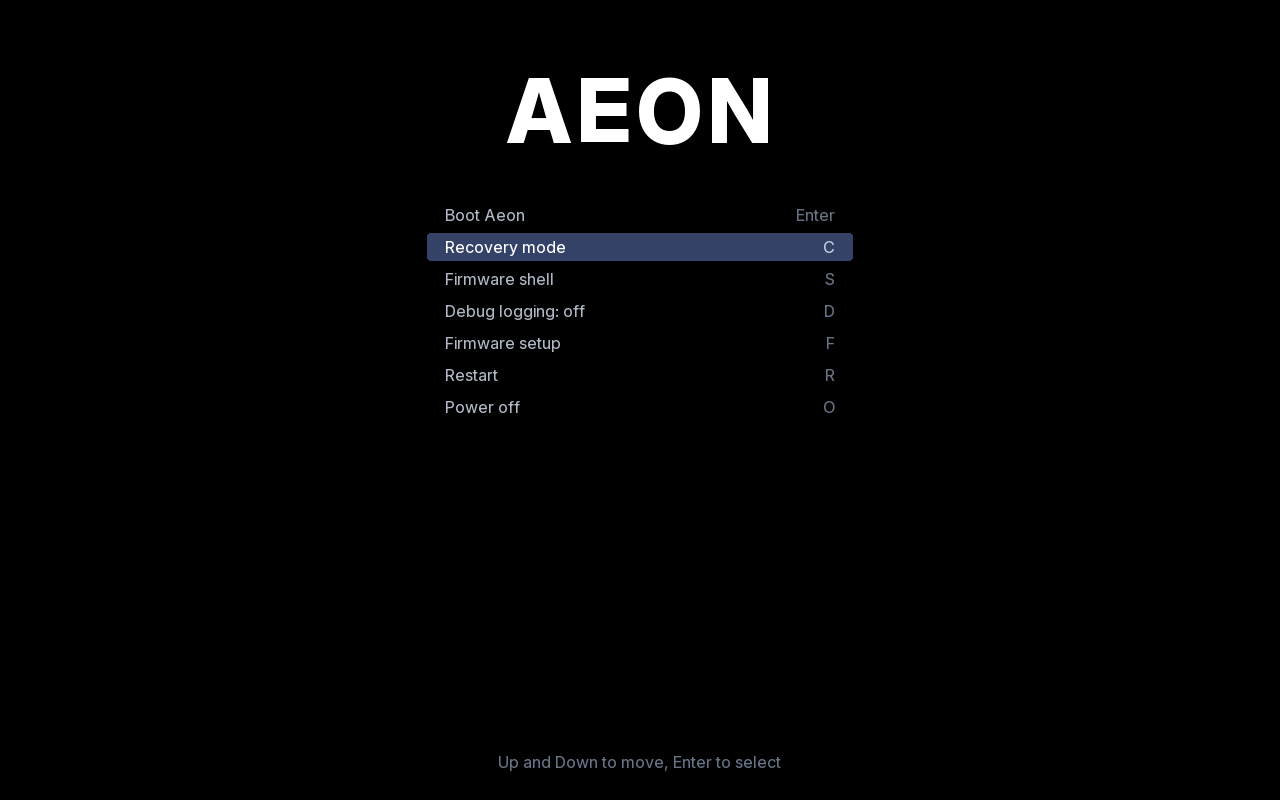 AEON
Boot Aeon Enter
Recovery mode C
Firmware shell S
Debug logging: off D
Firmware setup F
Restart R
Power off O
Up and Down to move, Enter to select